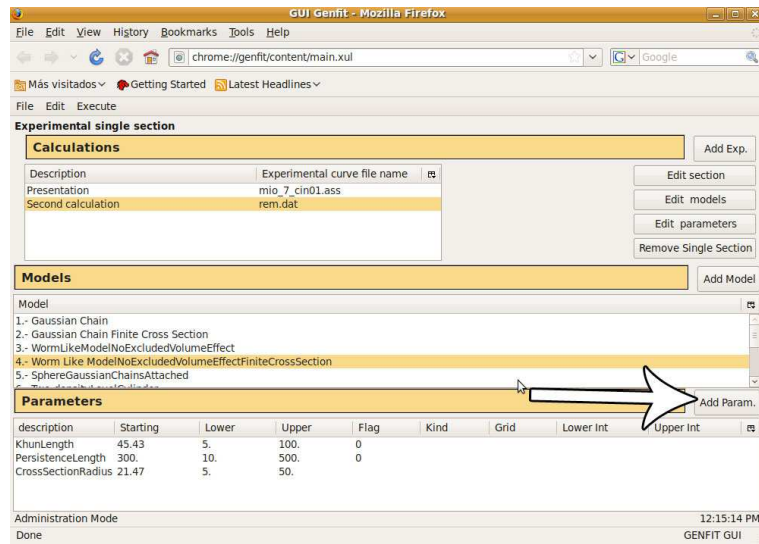 GUI Genfit - Mozilla Firefox
File Edit View History Bookmarks Tools Help
chrome://genfit/content/main.xul
G Google
Más visitados Getting Started Latest Headlines
File Edit Execute
Experimental single section
Calculations
Add Exp.
Description Experimental curve file name
Presentation mio_7_cin01.ass
Second calculation rem.dat
Edit section
Edit models
Edit parameters
Remove Single Section
Models
Add Model
Model
1.- Gaussian Chain
2.- Gaussian Chain Finite Cross Section
3.- WormLikeModelNoExcludedVolumeEffect
4.- Worm Like ModelNoExcludedVolumeEffectFiniteCrossSection
5.- SphereGaussianChainsAttached
Parameters
Add Param.
description Starting Lower Upper Flag Kind Grid Lower Int Upper Int
KhunLength 45.43 5. 100. 0
PersistenceLength 300. 10. 500. 0
CrossSectionRadius 21.47 5. 50.
Administration Mode 12:15:14 PM
Done GENFIT GUI